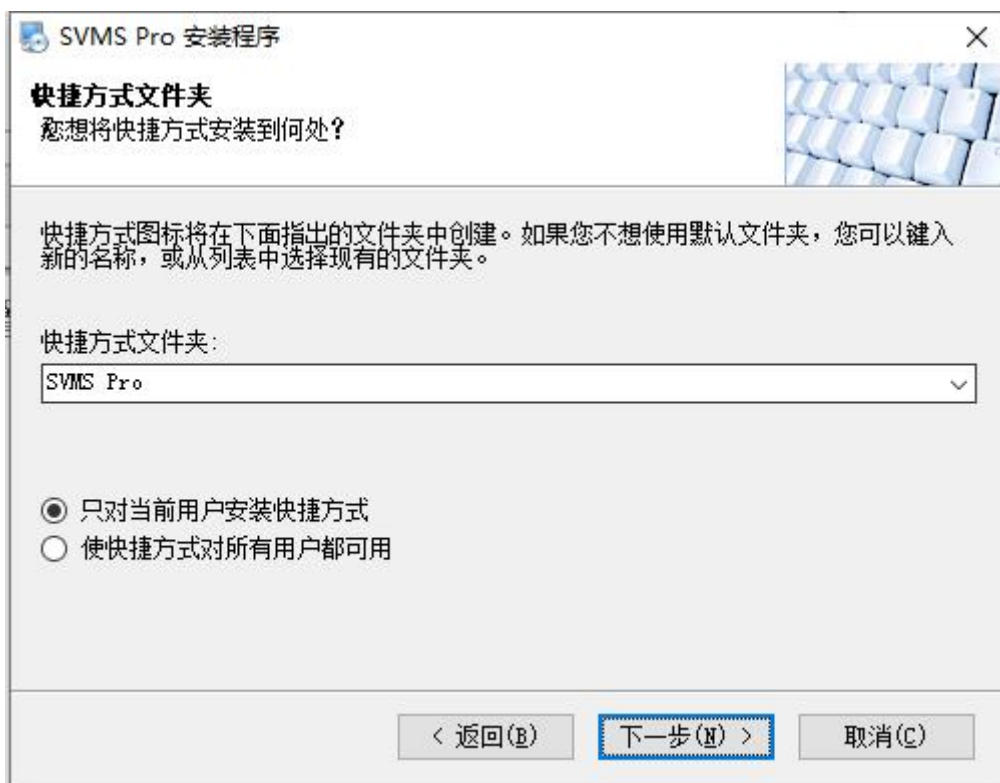 SVMS Pro 安装程序
快捷方式文件夹
您想将快捷方式安装到何处？
快捷方式图标将在下面指出的文件夹中创建。如果您不想使用默认文件夹，您可以键入
新的名称，或从列表中选择现有的文件夹。
快捷方式文件夹:
SVMS Pro
只对当前用户安装快捷方式
使快捷方式对所有用户都可用
< 返回(B)
下一步(N) >
取消(C)